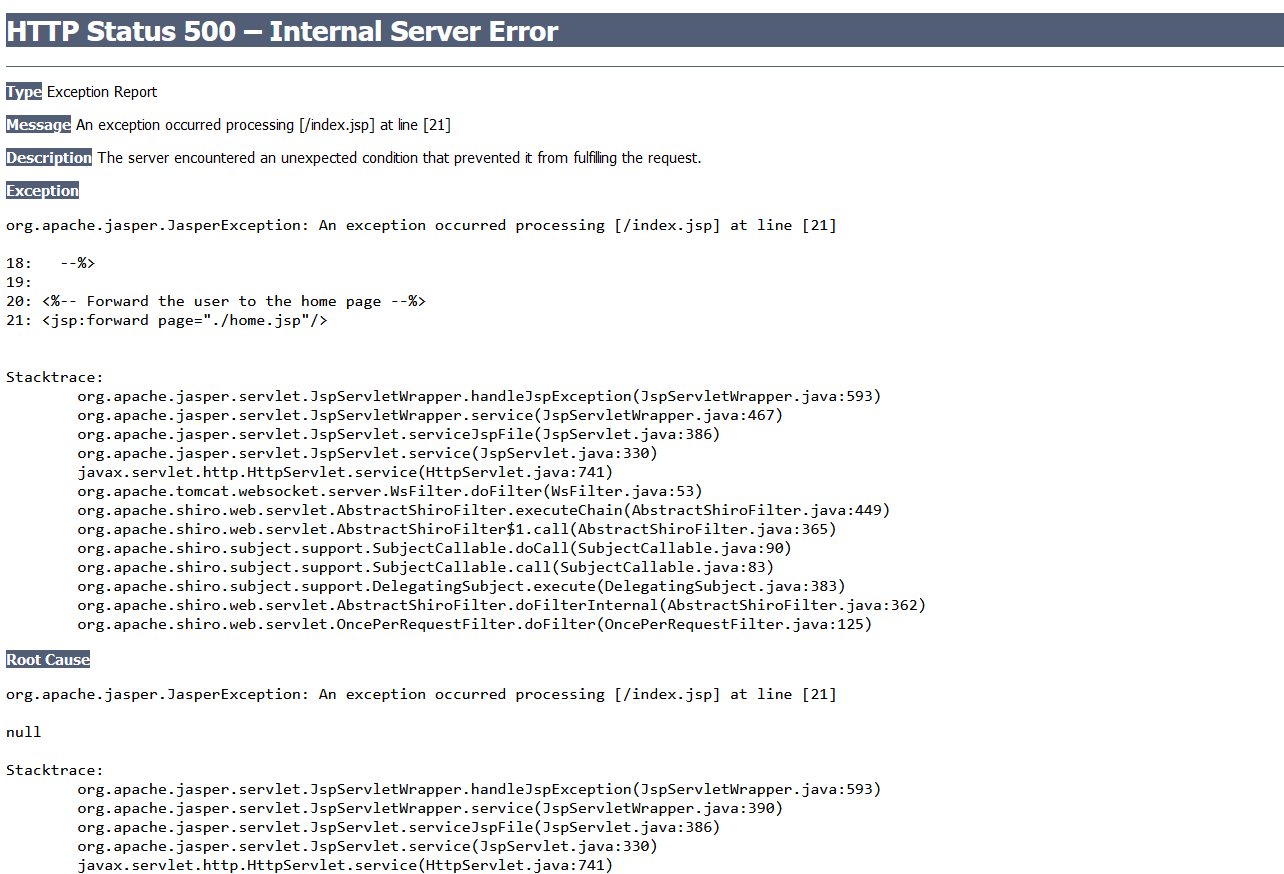 HTTP Status 500 – Internal Server Error
Type Exception Report
Message An exception occurred processing [/index.jsp] at line [21]
Description The server encountered an unexpected condition that prevented it from fulfilling the request.
Exception
org.apache.jasper.JasperException: An exception occurred processing [/index.jsp] at line [21]
18:   --%>
19:
20: <%-- Forward the user to the home page --%>
21: <jsp:forward page="./home.jsp"/>
Stacktrace:
org.apache.jasper.servlet.JspServletWrapper.handleJspException(JspServletWrapper.java:593)
org.apache.jasper.servlet.JspServletWrapper.service(JspServletWrapper.java:467)
org.apache.jasper.servlet.JspServlet.serviceJspFile(JspServlet.java:386)
org.apache.jasper.servlet.JspServlet.service(JspServlet.java:330)
javax.servlet.http.HttpServlet.service(HttpServlet.java:741)
org.apache.tomcat.websocket.server.WsFilter.doFilter(WsFilter.java:53)
org.apache.shiro.web.servlet.AbstractShiroFilter.executeChain(AbstractShiroFilter.java:449)
org.apache.shiro.web.servlet.AbstractShiroFilter$1.call(AbstractShiroFilter.java:365)
org.apache.shiro.subject.support.SubjectCallable.doCall(SubjectCallable.java:90)
org.apache.shiro.subject.support.SubjectCallable.call(SubjectCallable.java:83)
org.apache.shiro.subject.support.DelegatingSubject.execute(DelegatingSubject.java:383)
org.apache.shiro.web.servlet.AbstractShiroFilter.doFilterInternal(AbstractShiroFilter.java:362)
org.apache.shiro.web.servlet.OncePerRequestFilter.doFilter(OncePerRequestFilter.java:125)
Root Cause
org.apache.jasper.JasperException: An exception occurred processing [/index.jsp] at line [21]
null
Stacktrace:
org.apache.jasper.servlet.JspServletWrapper.handleJspException(JspServletWrapper.java:593)
org.apache.jasper.servlet.JspServletWrapper.service(JspServletWrapper.java:390)
org.apache.jasper.servlet.JspServlet.serviceJspFile(JspServlet.java:386)
org.apache.jasper.servlet.JspServlet.service(JspServlet.java:330)
javax.servlet.http.HttpServlet.service(HttpServlet.java:741)